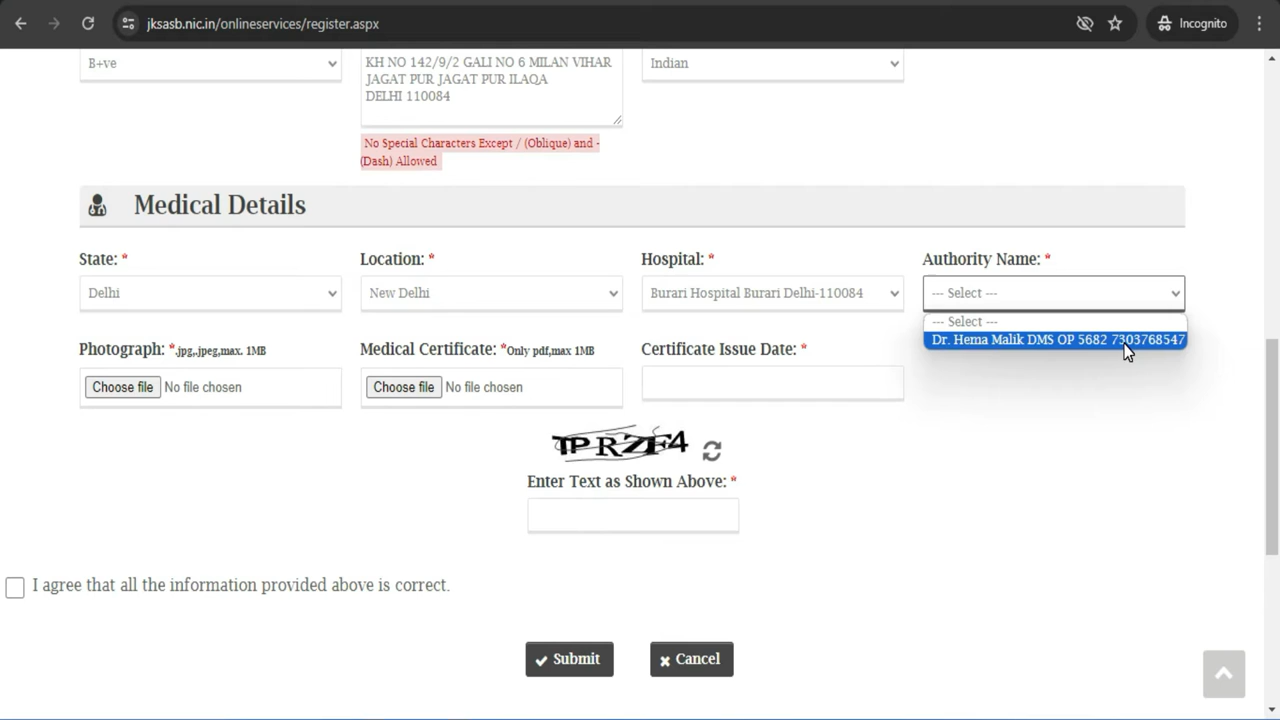 jksasb.nic.in/onlineservices/register.aspx
Incognito
B+ve
KH NO 142/9/2 GALI NO 6 MILAN VIHAR
JAGAT PUR JAGAT PUR ILAQA
DELHI 110084
Indian
No Special Characters Except / (Oblique) and -
(Dash) Allowed
Medical Details
State: *
Location: *
Hospital: *
Authority Name: *
Delhi
New Delhi
Burari Hospital Burari Delhi-110084
--- Select ---
--- Select ---
Dr. Hema Malik DMS OP 5682 7303768547
Photograph: *.jpg,.jpeg,max. 1MB
Medical Certificate: *Only pdf,max 1MB
Certificate Issue Date: *
Choose file No file chosen
Choose file No file chosen
TPRZF4
Enter Text as Shown Above: *
I agree that all the information provided above is correct.
Submit
Cancel